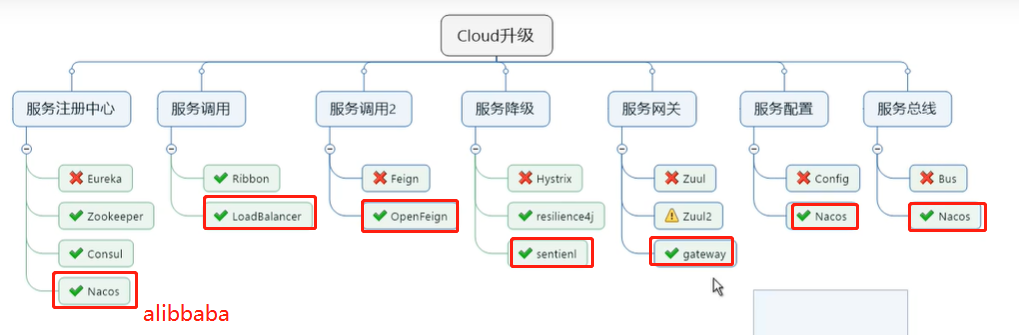 Cloud升级
服务注册中心
服务调用
服务调用2
服务降级
服务网关
服务配置
服务总线
Eureka
Ribbon
Feign
Hystrix
Zuul
Config
Bus
Zookeeper
LoadBalancer
OpenFeign
resilience4j
Zuul2
Nacos
Nacos
Consul
sentienl
gateway
Nacos
alibbaba